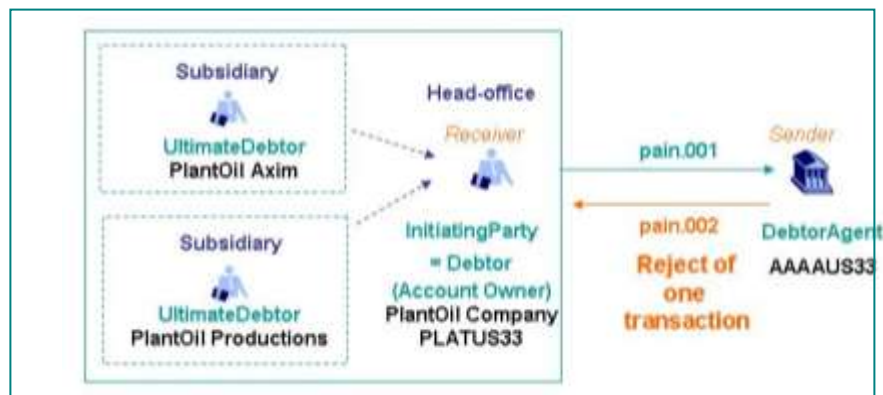 Subsidiary
UltimateDebtor
PlantOil Axim
Subsidiary
UltimateDebtor
PlantOil Productions
Head-office
Receiver
InitiatingParty
= Debtor
(Account Owner)
PlantOil Company
PLATUS33
pain.001
pain.002
Reject of
one
transaction
Sender
DebtorAgent
AAAAUS33